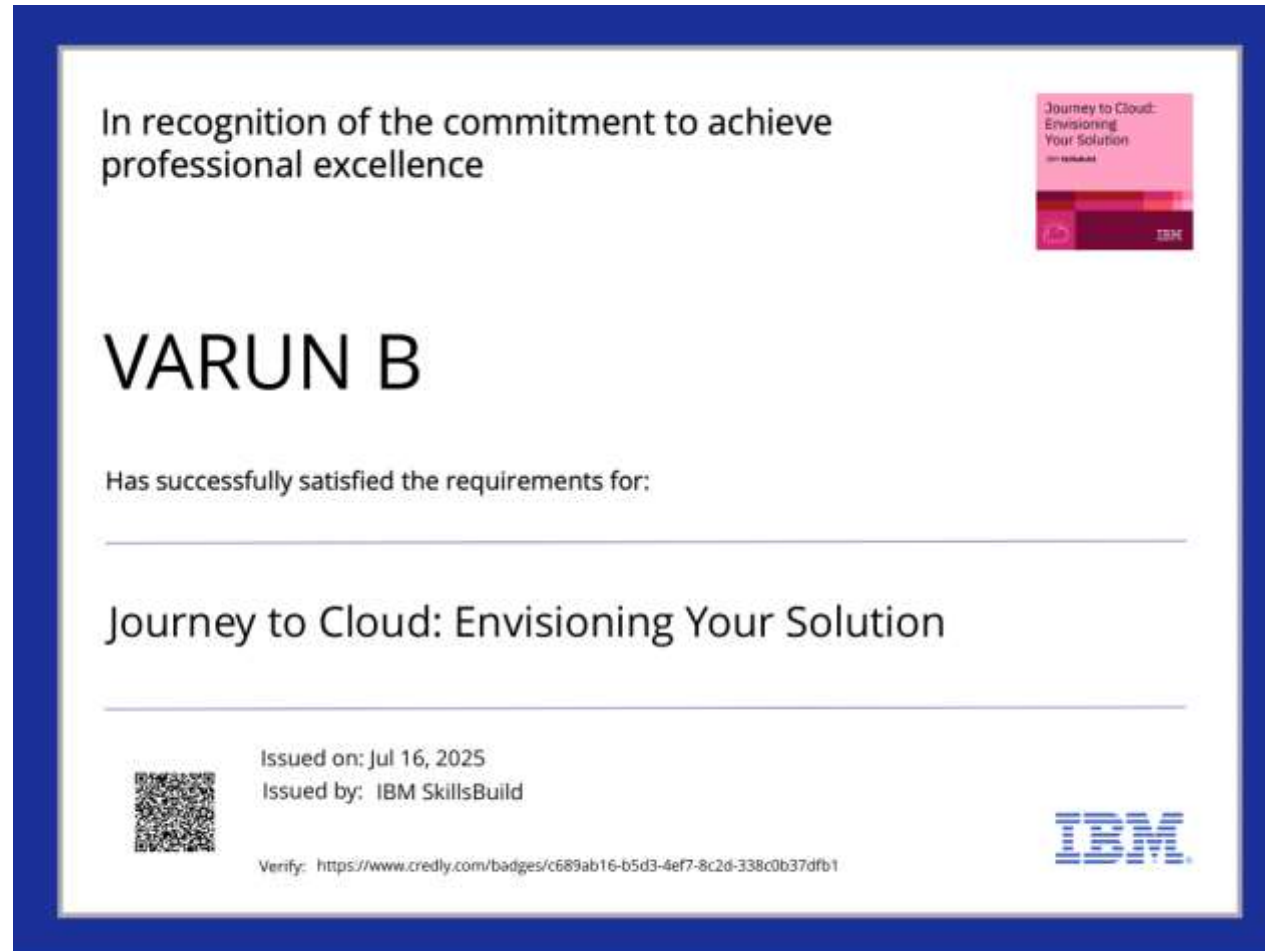 In recognition of the commitment to achieve
professional excellence
Journey to Cloud:
Envisioning
Your Solution
IBM SkillsBuild
IBM
VARUN B
Has successfully satisfied the requirements for:
Journey to Cloud: Envisioning Your Solution
Issued on: Jul 16, 2025
Issued by: IBM SkillsBuild
Verify: https://www.credly.com/badges/c689ab16-b5d3-4ef7-8c2d-338c0b37dfb1
IBM.